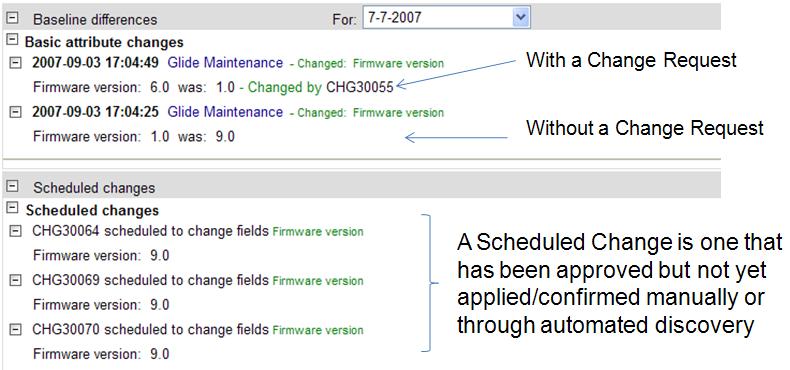 Baseline differences For: 7-7-2007
Basic attribute changes
2007-09-03 17:04:49 Glide Maintenance - Changed: Firmware version
Firmware version: 6.0 was: 1.0 - Changed by CHG30055
With a Change Request
2007-09-03 17:04:25 Glide Maintenance - Changed: Firmware version
Firmware version: 1.0 was: 9.0
Without a Change Request
Scheduled changes
Scheduled changes
CHG30064 scheduled to change fields Firmware version
Firmware version: 9.0
CHG30069 scheduled to change fields Firmware version
Firmware version: 9.0
CHG30070 scheduled to change fields Firmware version
Firmware version: 9.0
A Scheduled Change is one that
has been approved but not yet
applied/confirmed manually or
through automated discovery